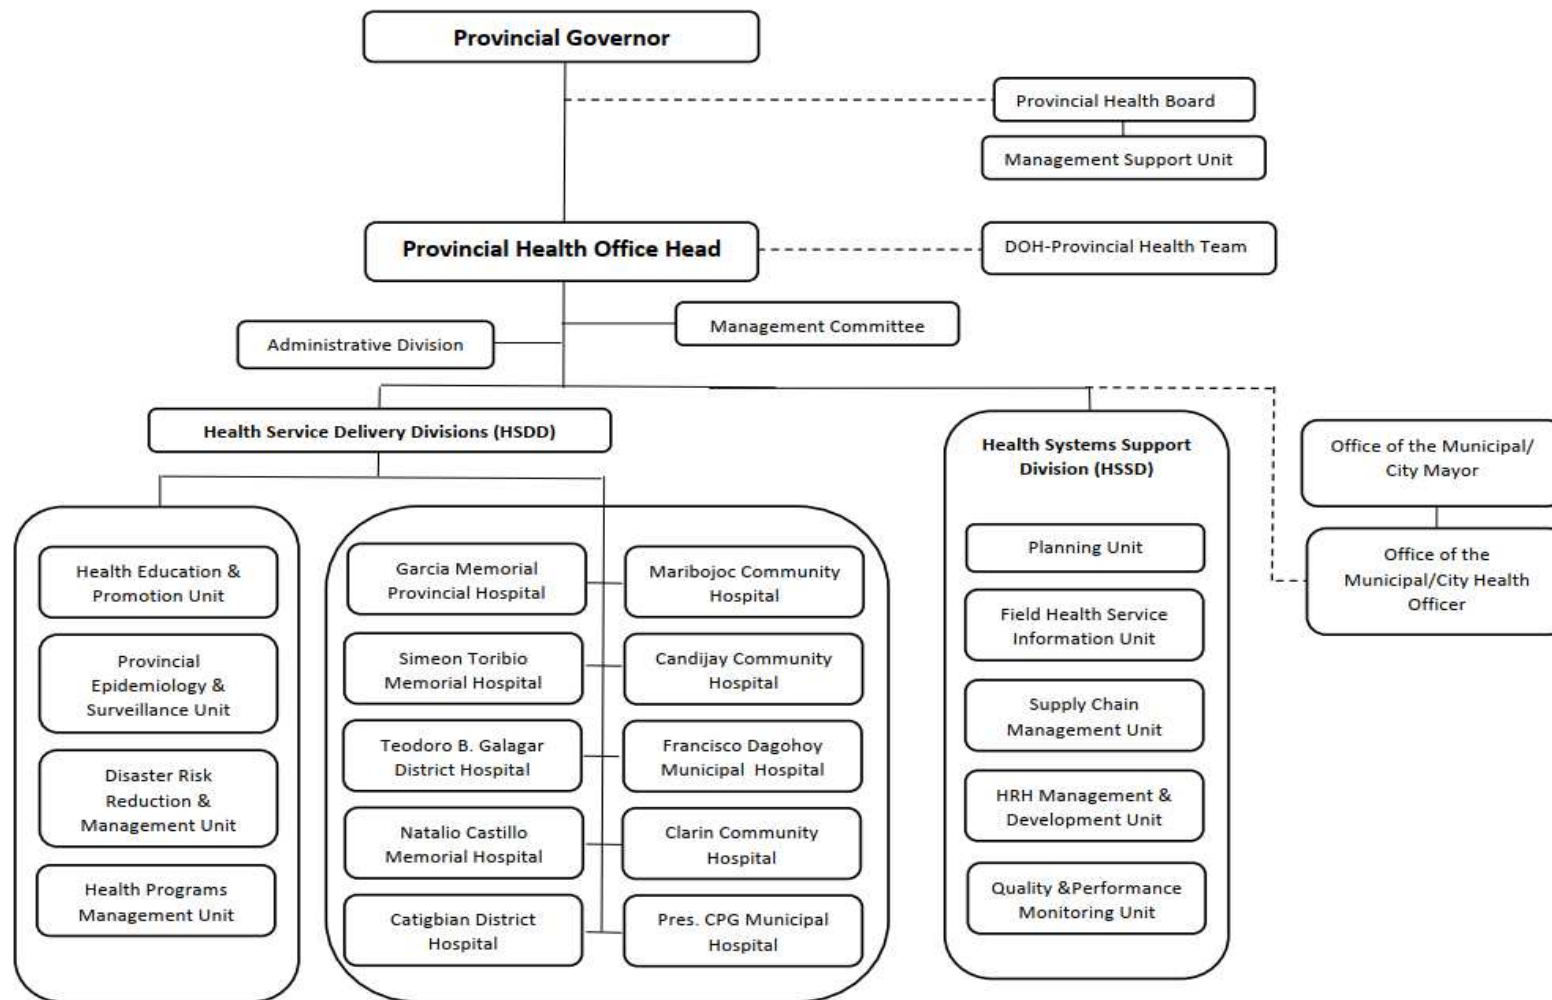 Provincial Governor
Provincial Health Board
Management Support Unit
Provincial Health Office Head
DOH-Provincial Health Team
Management Committee
Administrative Division
Health Service Delivery Divisions (HSDD)
Health Education &
Promotion Unit
Provincial
Epidemiology &
Surveillance Unit
Disaster Risk
Reduction &
Management Unit
Health Programs
Management Unit
Garcia Memorial
Provincial Hospital
Maribojoc Community
Hospital
Simeon Toribio
Memorial Hospital
Candijay Community
Hospital
Teodoro B. Galagar
District Hospital
Francisco Dagohoy
Municipal Hospital
Natalio Castillo
Memorial Hospital
Clarin Community
Hospital
Catigbian District
Hospital
Pres. CPG Municipal
Hospital
Health Systems Support
Division (HSSD)
Planning Unit
Field Health Service
Information Unit
Supply Chain
Management Unit
HRH Management &
Development Unit
Quality &Performance
Monitoring Unit
Office of the Municipal/
City Mayor
Office of the
Municipal/City Health
Officer